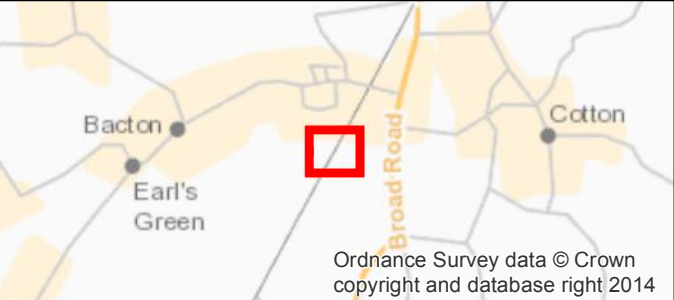 Bacton
Cotton
Earl's
Green
Broad Road
Ordnance Survey data © Crown
copyright and database right 2014